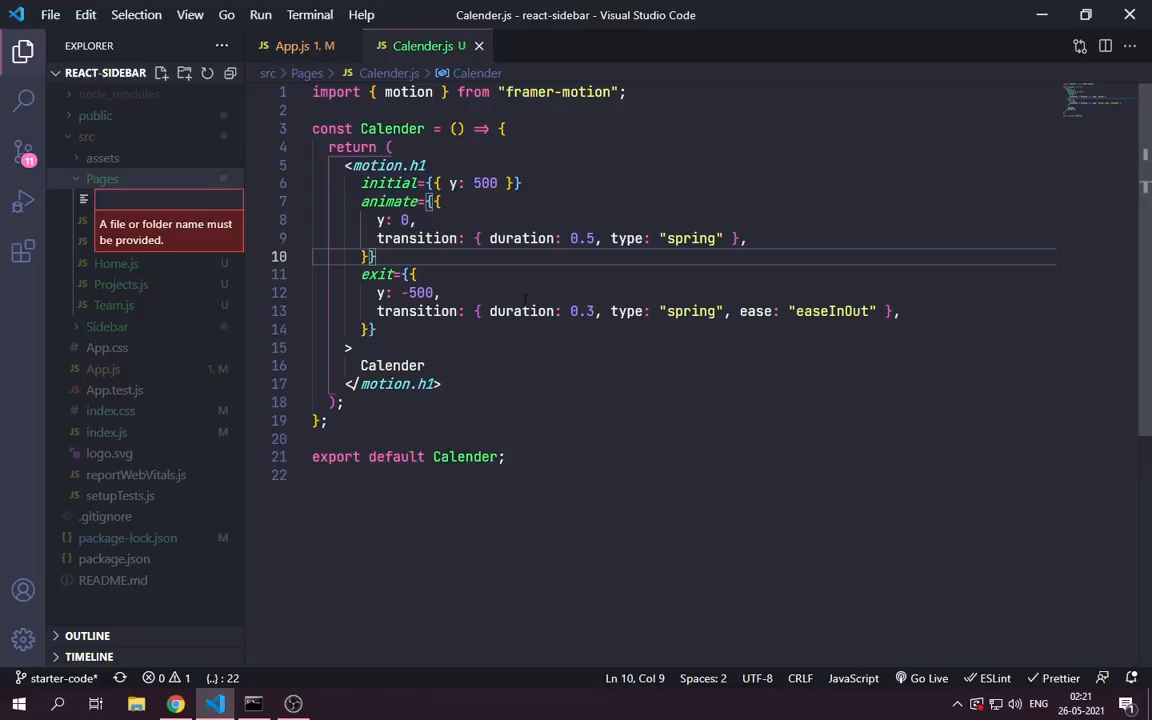 File Edit Selection View Go Run Terminal Help
Calender.js - react-sidebar - Visual Studio Code
EXPLORER
REACT-SIDEBAR
node_modules
public
src
assets
Pages
A file or folder name must
be provided.
JS
JS
JS Home.js U
JS Projects.js U
JS Team.js U
Sidebar
# App.css
JS App.js 1, M
JS App.test.js
# index.css M
JS index.js M
logo.svg
JS reportWebVitals.js
JS setupTests.js
.gitignore
{} package-lock.json M
{} package.json
README.md
OUTLINE
TIMELINE
JS App.js 1, M
JS Calender.js U
src > Pages > JS Calender.js > Calender
1 import { motion } from "framer-motion";
2
3 const Calender = () => {
4 return (
5 <motion.h1
6 initial={{ y: 500 }}
7 animate={{
8 y: 0,
9 transition: { duration: 0.5, type: "spring" },
10 }}
11 exit={{
12 y: -500,
13 transition: { duration: 0.3, type: "spring", ease: "easeInOut" },
14 }}
15 >
16 Calender
17 </motion.h1>
18 );
19 };
20
21 export default Calender;
22
11
starter-code* 0 1 {..} : 22
Ln 10, Col 9 Spaces: 2 UTF-8 CRLF JavaScript Go Live ESLint Prettier
ENG
02:21
26-05-2021
1